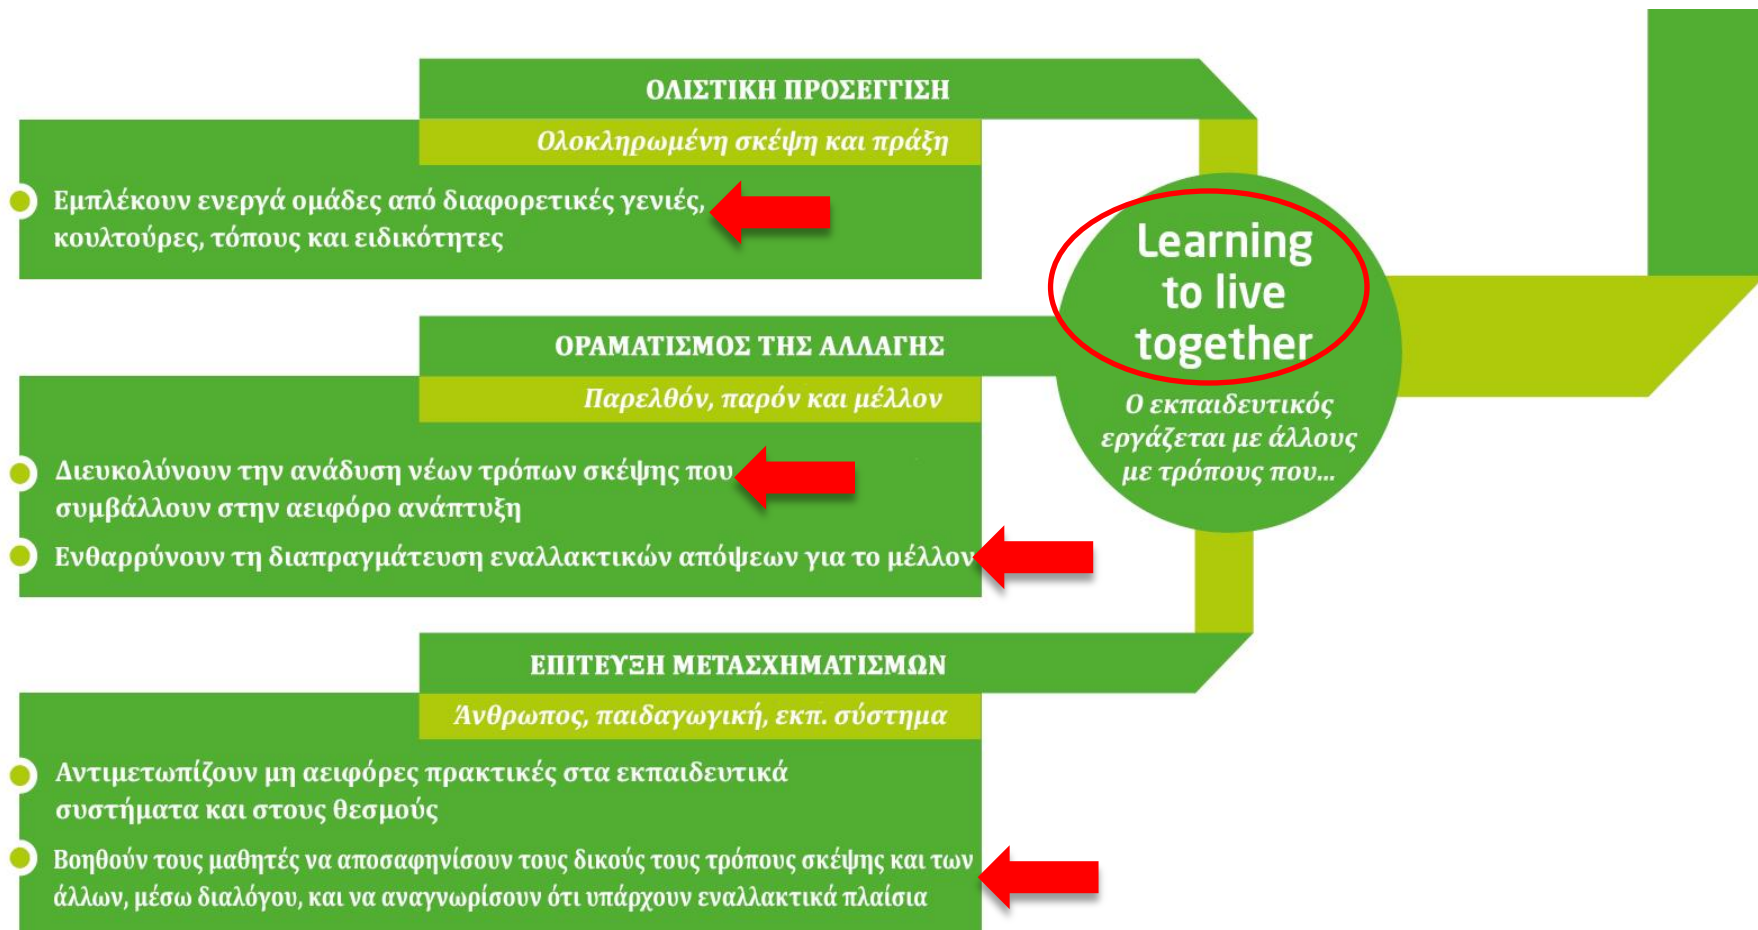 ΟΛΙΣΤΙΚΗ ΠΡΟΣΕΓΓΙΣΗ
Ολοκληρωμένη σκέψη και πράξη
Εμπλέκουν ενεργά ομάδες από διαφορετικές γενιές,
κουλτούρες, τόπους και ειδικότητες
ΟΡΑΜΑΤΙΣΜΟΣ ΤΗΣ ΑΛΛΑΓΗΣ
Παρελθόν, παρόν και μέλλον
Διευκολύνουν την ανάδυση νέων τρόπων σκέψης που
συμβάλλουν στην αειφόρο ανάπτυξη
Ενθαρρύνουν τη διαπραγμάτευση εναλλακτικών απόψεων για το μέλλον
ΕΠΙΤΕΥΞΗ ΜΕΤΑΣΧΗΜΑΤΙΣΜΩΝ
Άνθρωπος, παιδαγωγική, εκπ. σύστημα
Αντιμετωπίζουν μη αειφόρες πρακτικές στα εκπαιδευτικά
συστήματα και στους θεσμούς
Βοηθούν τους μαθητές να αποσαφηνίσουν τους δικούς τους τρόπους σκέψης και των
άλλων, μέσω διαλόγου, και να αναγνωρίσουν ότι υπάρχουν εναλλακτικά πλαίσια
Learning
to live
together
Ο εκπαιδευτικός
εργάζεται με άλλους
με τρόπους που...